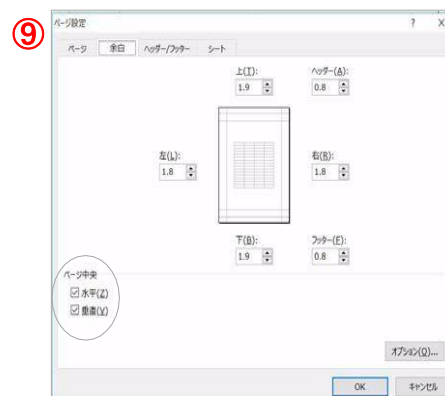 ⑨
ページ設定 ? X
ページ 余白 ヘッダー/フッター シート
上(T): ヘッダー(A):
1.9 0.8
左(L): 右(R):
1.8 1.8
下(B): フッター(F):
1.9 0.8
ページ中央
水平(Z)
垂直(V)
オプション(O)...
OK キャンセル